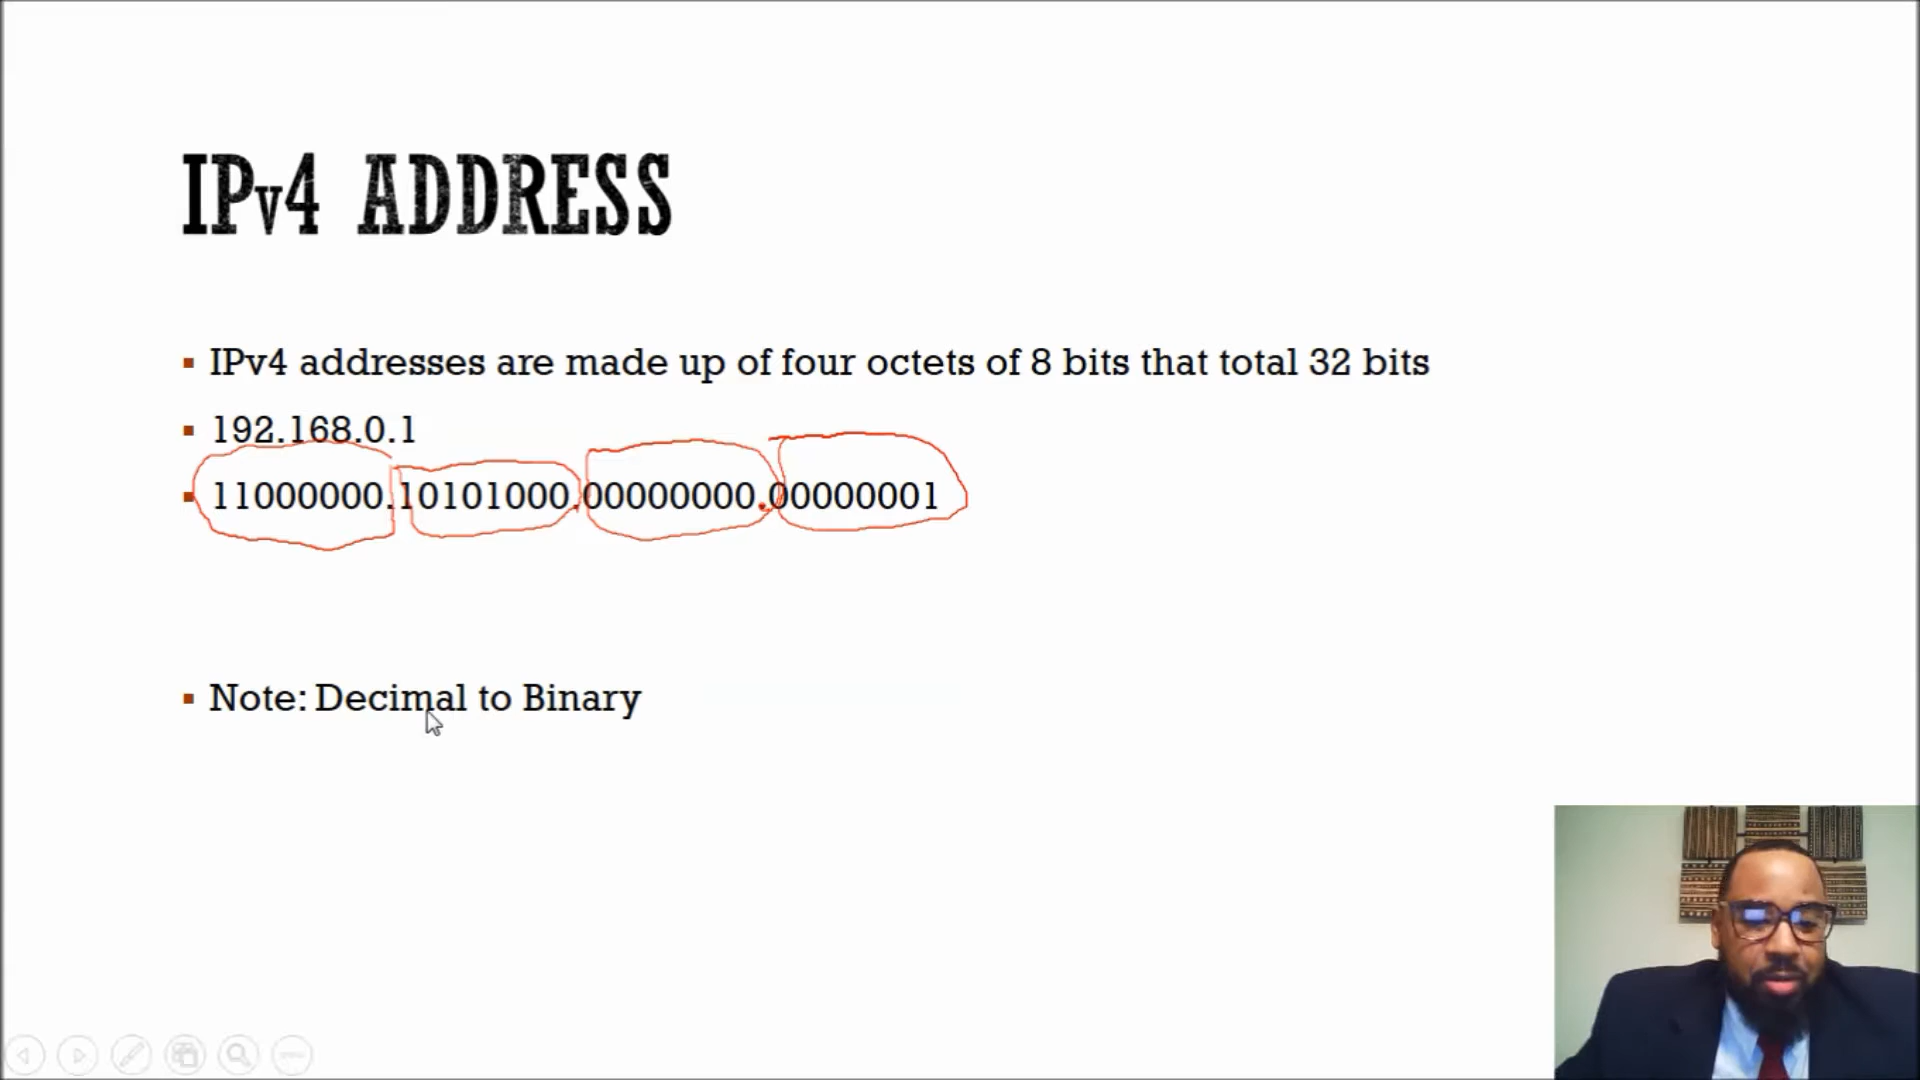 IPv4 ADDRESS
IPv4 addresses are made up of four octets of 8 bits that total 32 bits
192.168.0.1
11000000.10101000.00000000.00000001
Note: Decimal to Binary